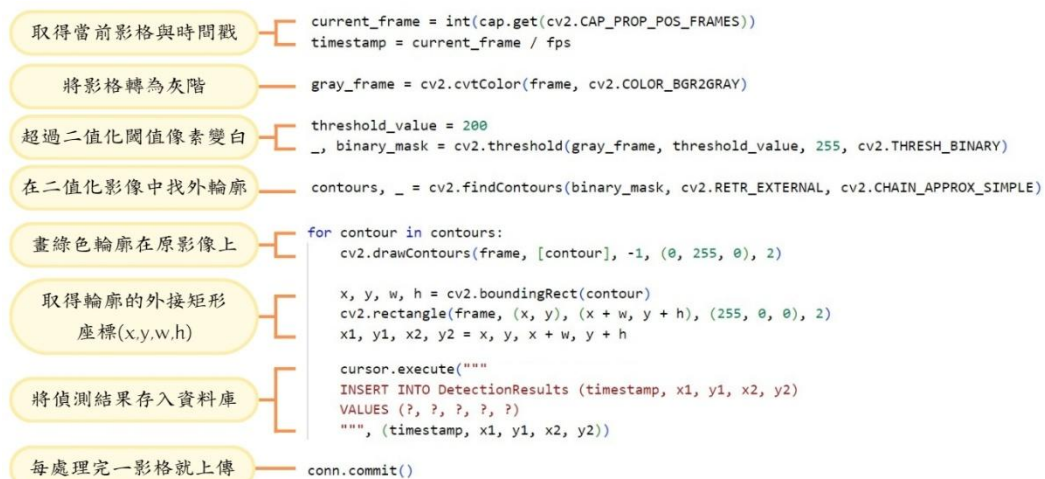 取得當前影格與時間戳
current_frame = int(cap.get(cv2.CAP_PROP_POS_FRAMES))
timestamp = current_frame / fps
將影格轉為灰階
gray_frame = cv2.cvtColor(frame, cv2.COLOR_BGR2GRAY)
超過二值化閾值像素變白
threshold_value = 200
_, binary_mask = cv2.threshold(gray_frame, threshold_value, 255, cv2.THRESH_BINARY)
在二值化影像中找外輪廓
contours, _ = cv2.findContours(binary_mask, cv2.RETR_EXTERNAL, cv2.CHAIN_APPROX_SIMPLE)
畫綠色輪廓在原影像上
for contour in contours:
cv2.drawContours(frame, [contour], -1, (0, 255, 0), 2)
取得輪廓的外接矩形
座標(x,y,w,h)
x, y, w, h = cv2.boundingRect(contour)
cv2.rectangle(frame, (x, y), (x + w, y + h), (255, 0, 0), 2)
x1, y1, x2, y2 = x, y, x + w, y + h
將偵測結果存入資料庫
cursor.execute("""
INSERT INTO DetectionResults (timestamp, x1, y1, x2, y2)
VALUES (?, ?, ?, ?, ?)
""", (timestamp, x1, y1, x2, y2))
每處理完一影格就上傳
conn.commit()